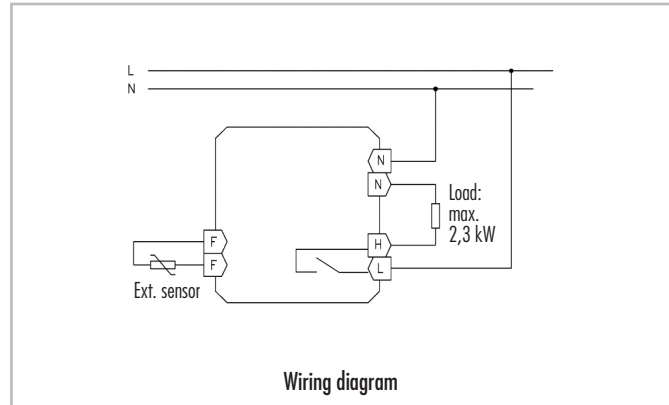 L
N
N
N
Load:
max.
2,3 kW
H
L
F
F
Ext. sensor
Wiring diagram